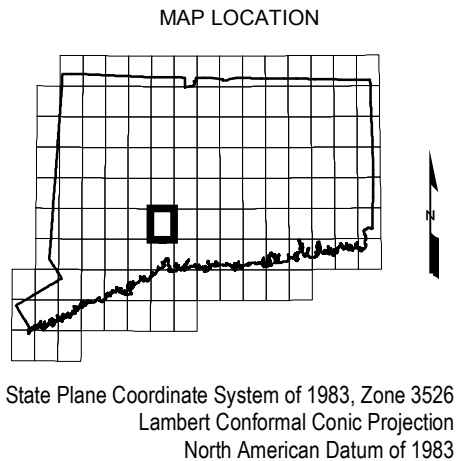 MAP LOCATION
N
State Plane Coordinate System of 1983, Zone 3526
Lambert Conformal Conic Projection
North American Datum of 1983